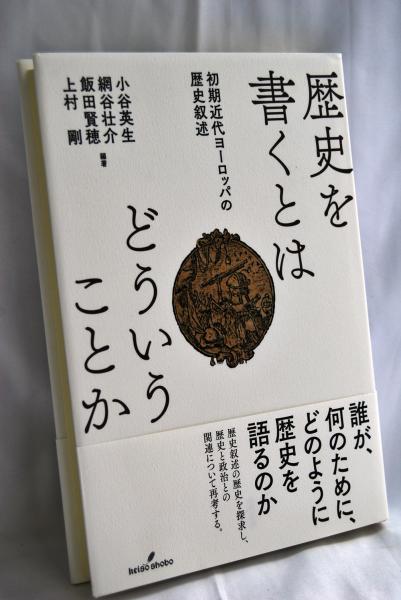 歴史を
書くとは
どういう
ことか
初期近代ヨーロッパの
歴史叙述
小谷英生
網谷壮介
飯田賢穂
上村 剛
編著
誰が、
何のために、
どのように
歴史を
語るのか
歴史叙述の歴史を探求し、
歴史と政治との
関連について再考する。
keiso shobo